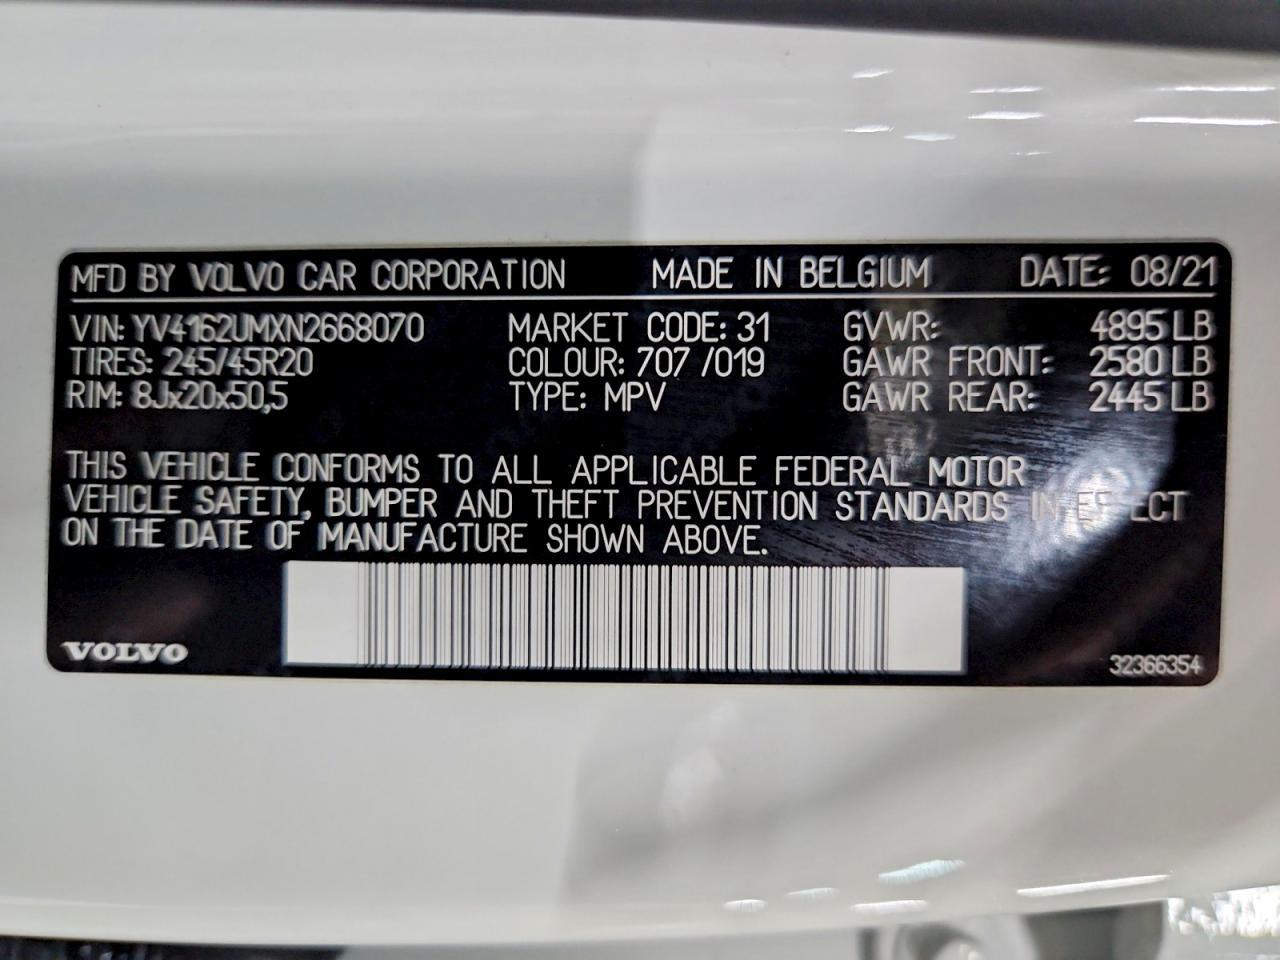 MFD BY VOLVO CAR CORPORATION MADE IN BELGIUM DATE: 08/21
VIN: YV4162UMXN2668070 MARKET CODE: 31 GVWR: 4895 LB
TIRES: 245/45R20 COLOUR: 707 /019 GAWR FRONT: 2580 LB
RIM: 8Jx20x50,5 TYPE: MPV GAWR REAR: 2445 LB
THIS VEHICLE CONFORMS TO ALL APPLICABLE FEDERAL MOTOR
VEHICLE SAFETY, BUMPER AND THEFT PREVENTION STANDARDS IN EFFECT
ON THE DATE OF MANUFACTURE SHOWN ABOVE.
VOLVO
32366354